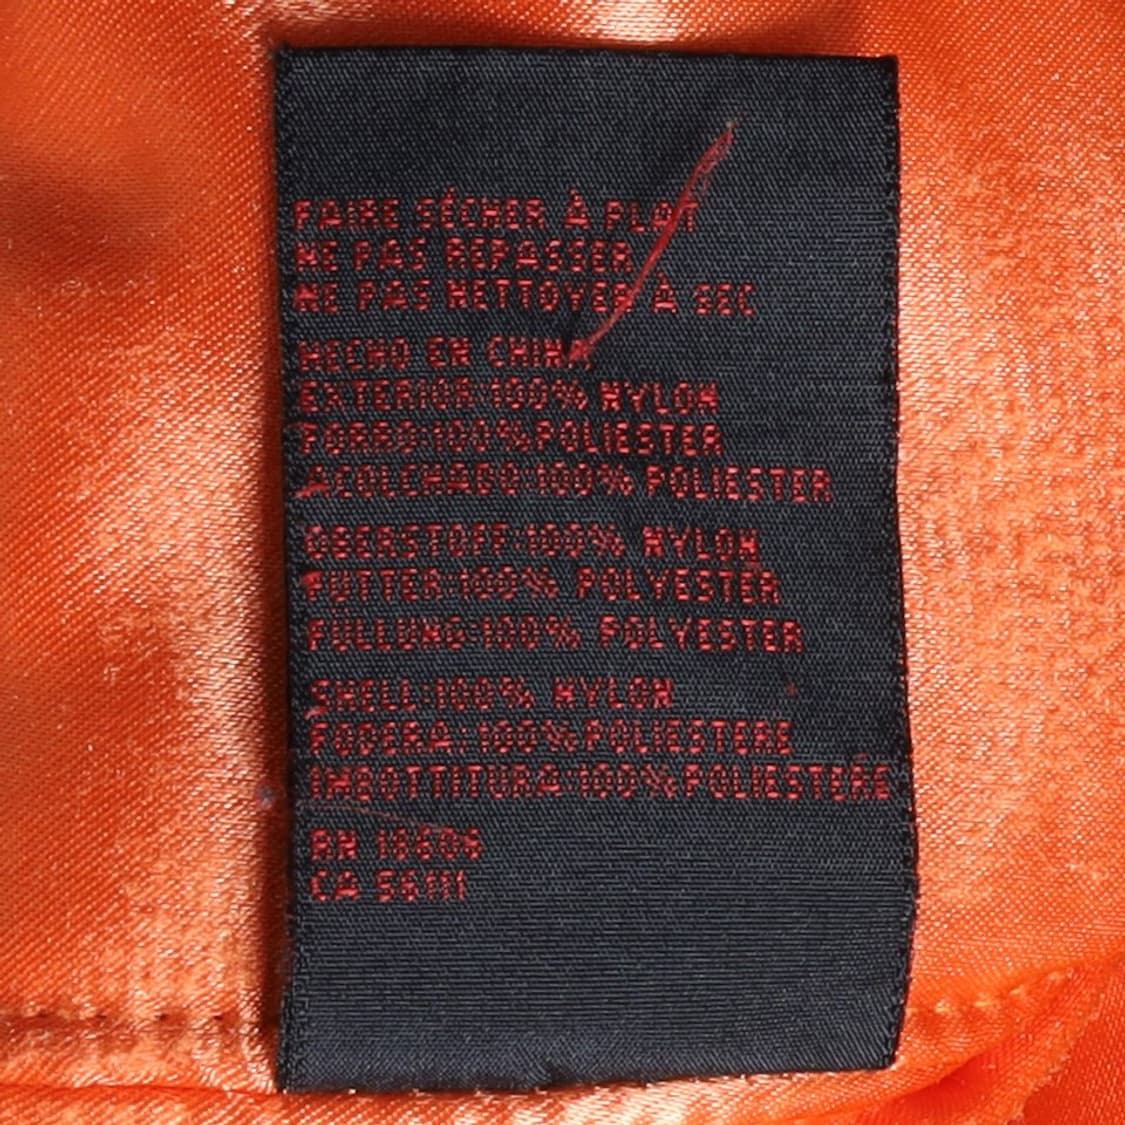 FAIRE SÉCHER À PLAT
NE PAS REPASSER
NE PAS NETTOYER À SEC
HECHO EN CHINA
EXTERIOR:100% NYLON
FORRO:100%POLIESTER
ACOLCHADO:100% POLIESTER
OBERSTOFF:100% NYLON
FUTTER:100% POLYESTER
FULLUNG:100% POLYESTER
SHELL:100% NYLON
FODERA:100%POLIESTERE
IMBOTTITURA:100%POLIESTERE
RN 18606
CA 56111